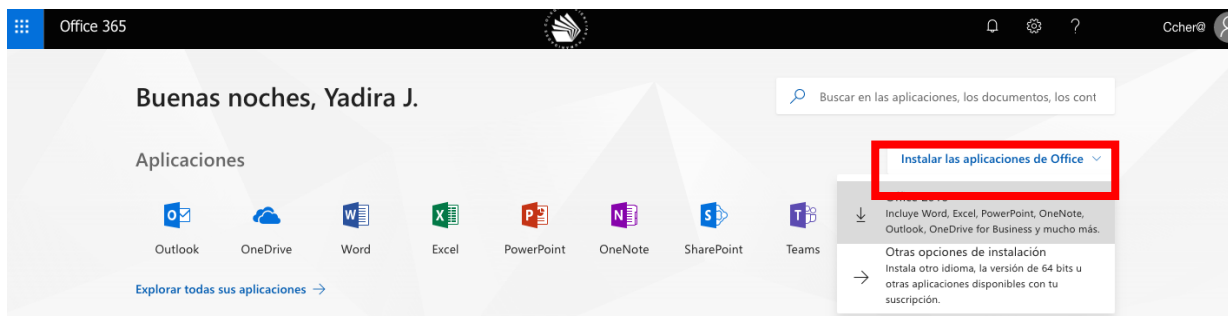 Office 365
?
Ccher@
Buenas noches, Yadira J.
Buscar en las aplicaciones, los documentos, los cont
Aplicaciones
Instalar las aplicaciones de Office
Incluye Word, Excel, PowerPoint, OneNote,
Outlook, OneDrive for Business y mucho más.
Outlook OneDrive Word Excel PowerPoint OneNote SharePoint Teams
Otras opciones de instalación
Instala otro idioma, la versión de 64 bits u
otras aplicaciones disponibles con tu
suscripción.
Explorar todas sus aplicaciones →